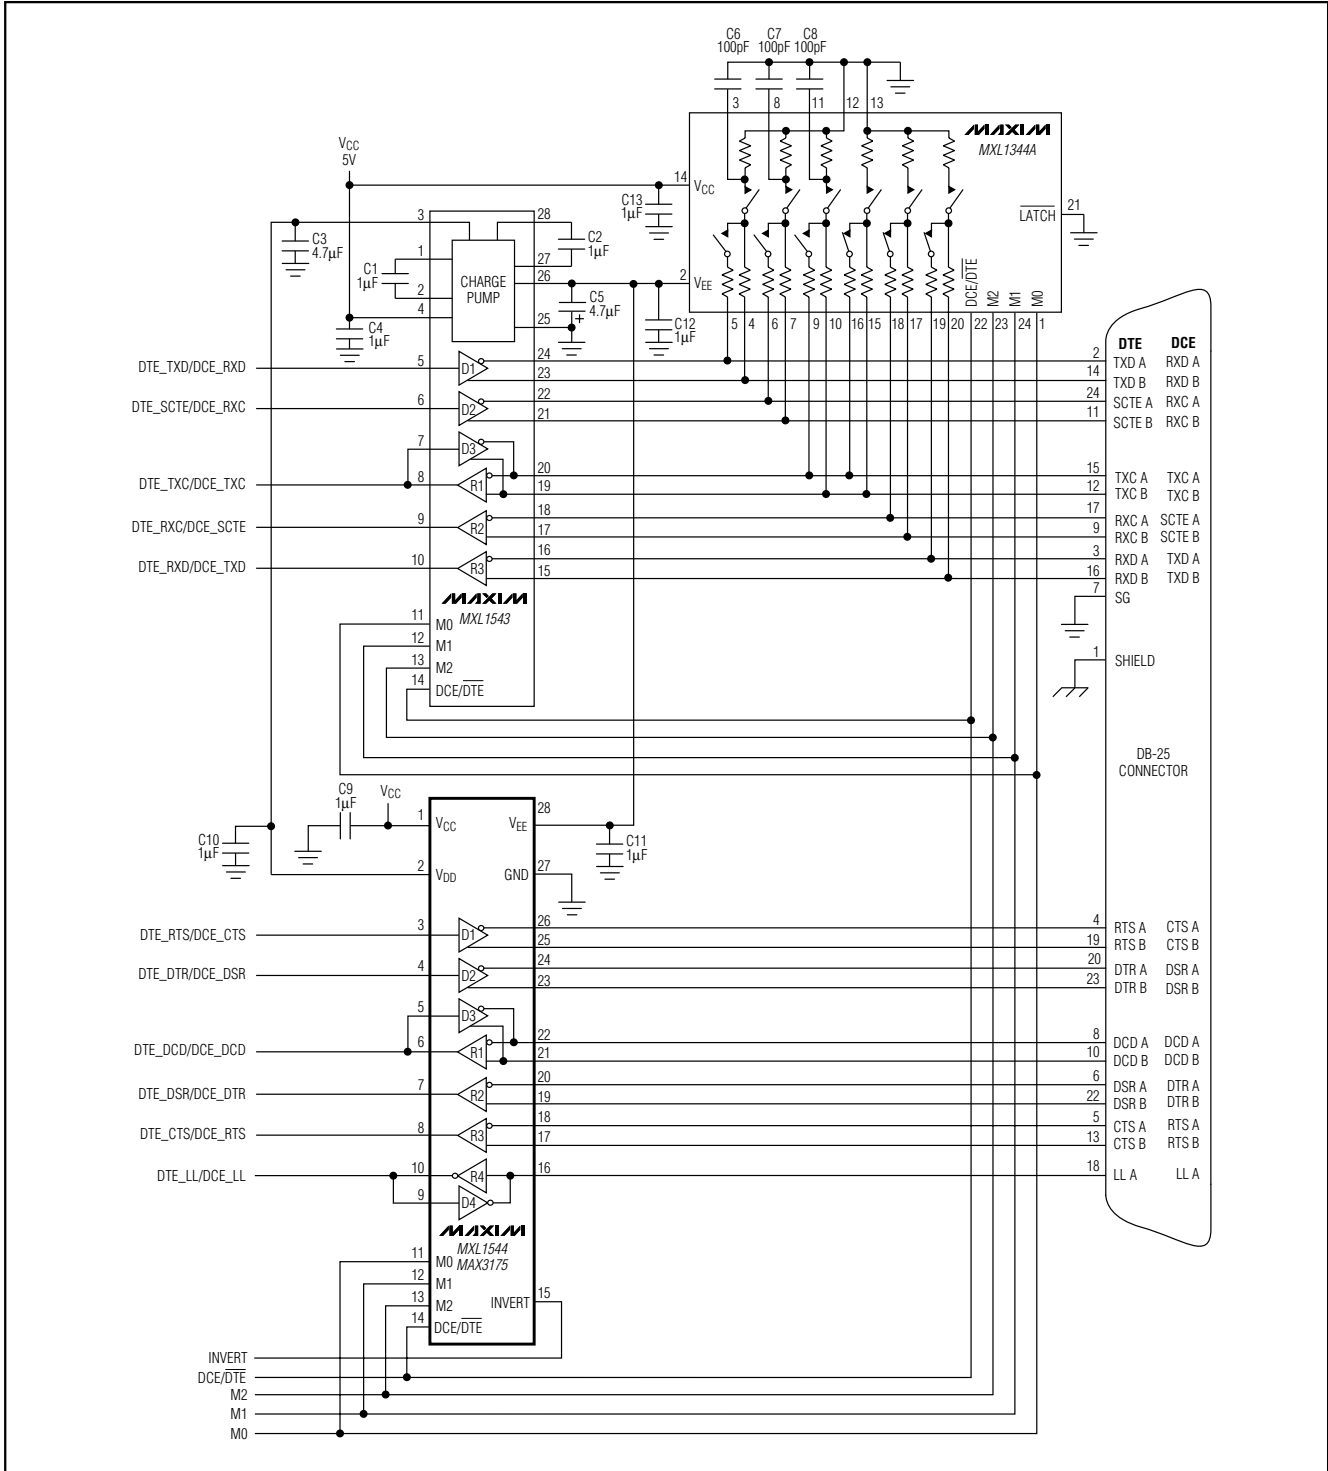 C6 C7 C8
100pF 100pF 100pF
3 8 11 12 13
MAXIM
MXL1344A
VCC
5V
14 VCC
C13
1µF
21
LATCH
3 28
C3
4.7µF
C2
1µF
1
27
C1
1µF
CHARGE
PUMP
26
2
2 VEE
C5
4.7µF
+
4
25
C4
1µF
C12
1µF
DCE/DTE
M2
M1
M0
5 4 6 7 9 10 16 15 18 17 19 20 22 23 24 1
DTE DCE
DTE_TXD/DCE_RXD 5 D1 24 2 TXD A RXD A
23 14 TXD B RXD B
DTE_SCTE/DCE_RXC 6 D2 22 24 SCTE A RXC A
21 11 SCTE B RXC B
7 D3
DTE_TXC/DCE_TXC 8 R1 20 15 TXC A TXC A
19 12 TXC B TXC B
DTE_RXC/DCE_SCTE 9 R2 18 17 RXC A SCTE A
17 9 RXC B SCTE B
DTE_RXD/DCE_TXD 10 R3 16 3 RXD A TXD A
15 16 RXD B TXD B
7 SG
MAXIM
MXL1543
11 M0
12 M1
13 M2
14 DCE/DTE
1 SHIELD
DB-25
CONNECTOR
C9
1µF
VCC
1 VCC
VEE 28
C10
1µF
C11
1µF
2 VDD
GND 27
DTE_RTS/DCE_CTS 3 D1 26 4 RTS A CTS A
25 19 RTS B CTS B
DTE_DTR/DCE_DSR 4 D2 24 20 DTR A DSR A
23 23 DTR B DSR B
5 D3
DTE_DCD/DCE_DCD 6 R1 22 8 DCD A DCD A
21 10 DCD B DCD B
DTE_DSR/DCE_DTR 7 R2 20 6 DSR A DTR A
19 22 DSR B DTR B
DTE_CTS/DCE_RTS 8 R3 18 5 CTS A RTS A
17 13 CTS B RTS B
DTE_LL/DCE_LL 10 R4 16 18 LL A LL A
9 D4
MAXIM
MXL1544
MAX3175
11 M0
12 M1
13 M2
INVERT 15
14 DCE/DTE
INVERT
DCE/DTE
M2
M1
M0